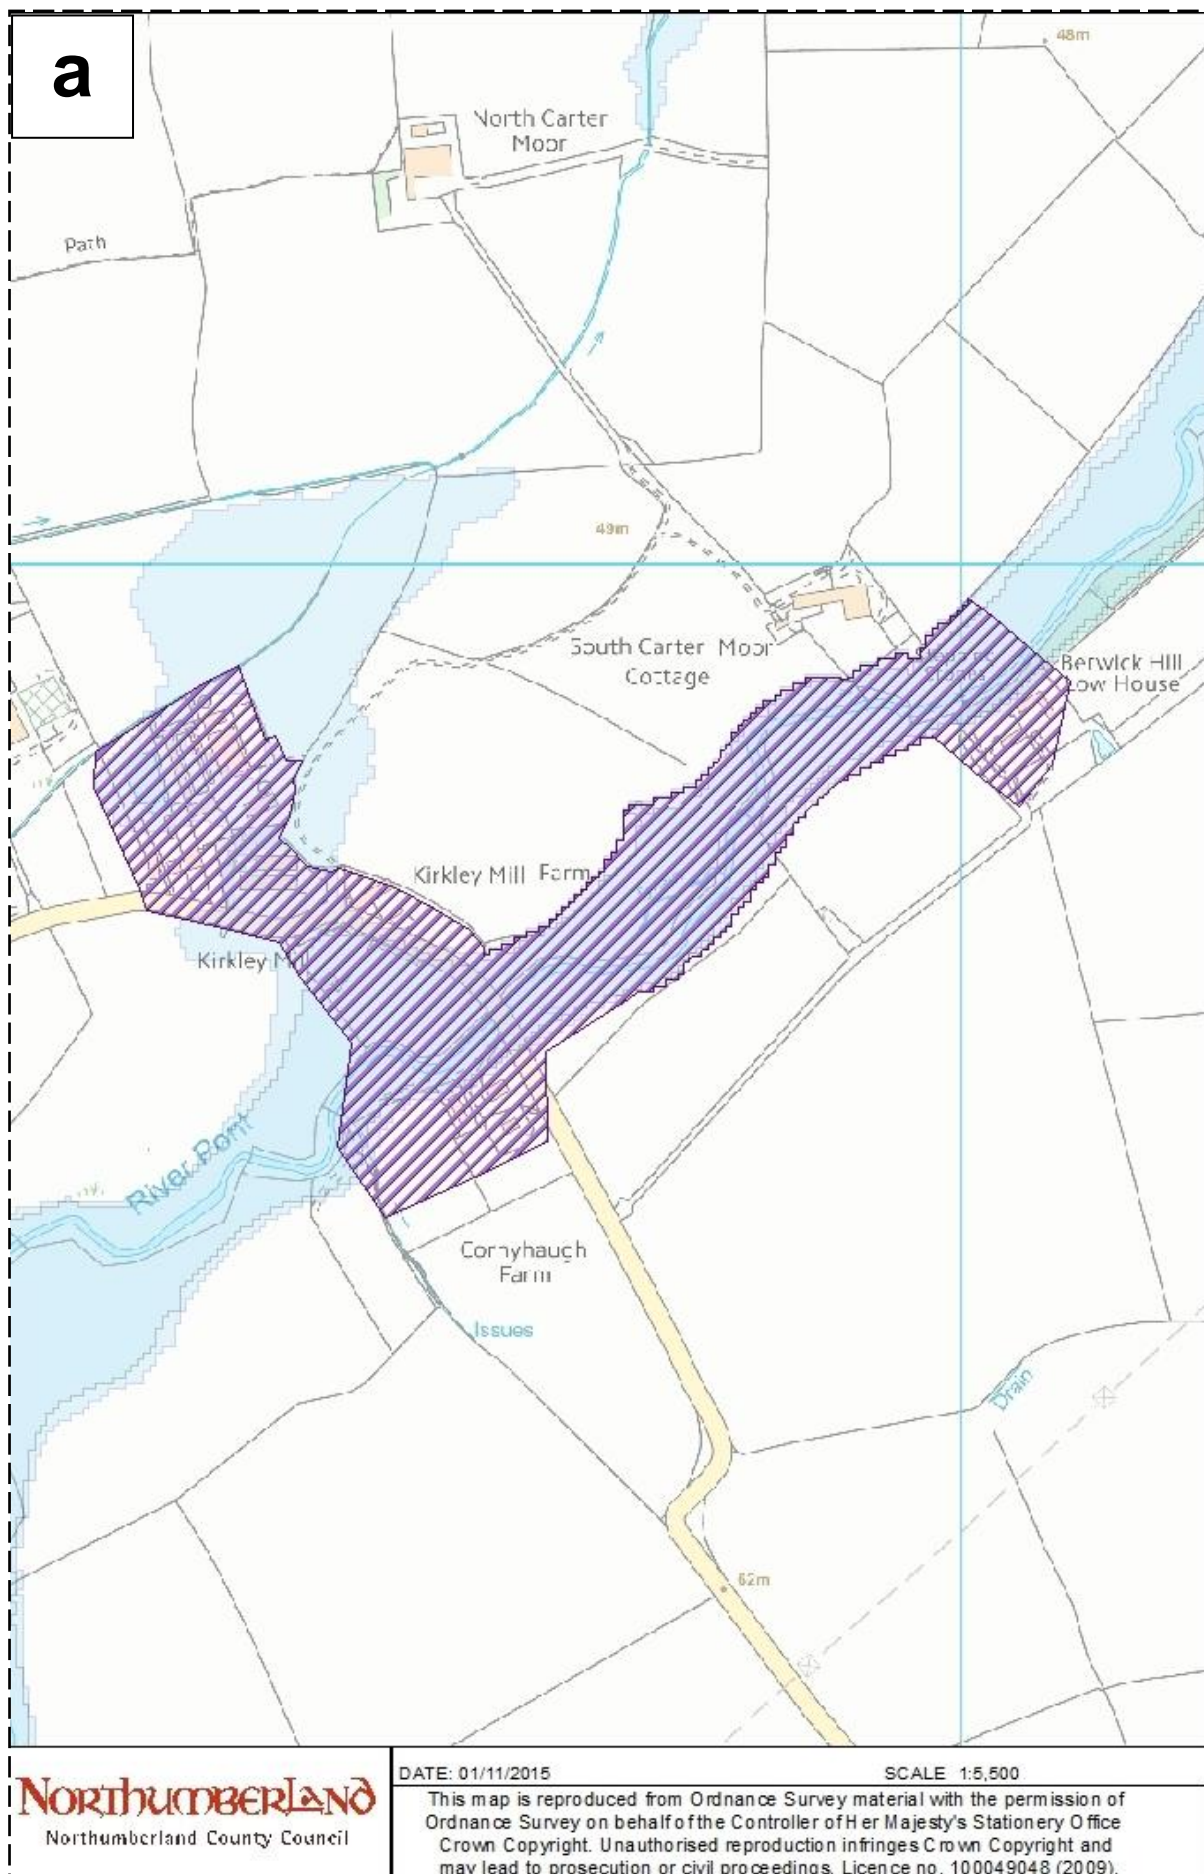 a
48m
North Carter
Moor
Path
49m
South Carter Moor
Cottage
Berwick Hill
Low House
Kirkley Mill Farm
Kirkley M
River Pont
Cornyhaugh
Farm
Issues
Drain
62m
NORTHUMBERLAND
Northumberland County Council
DATE: 01/11/2015
SCALE 1:5,500
This map is reproduced from Ordnance Survey material with the permission of
Ordnance Survey on behalf of the Controller of Her Majesty's Stationery Office
Crown Copyright. Unauthorised reproduction infringes Crown Copyright and
may lead to prosecution or civil proceedings. Licence no. 100049048 (2009).